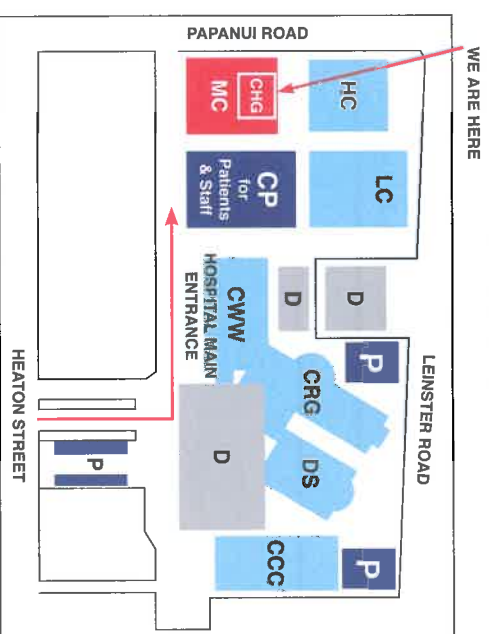 PAPANUI ROAD
WE ARE HERE
CHG
MC
HC
CP
for
Patients
& Staff
LC
HOSPITAL MAIN
ENTRANCE
CWW
D
D
P
CRG
LEINSTER ROAD
HEATON STREET
P
D
DS
CCC
P